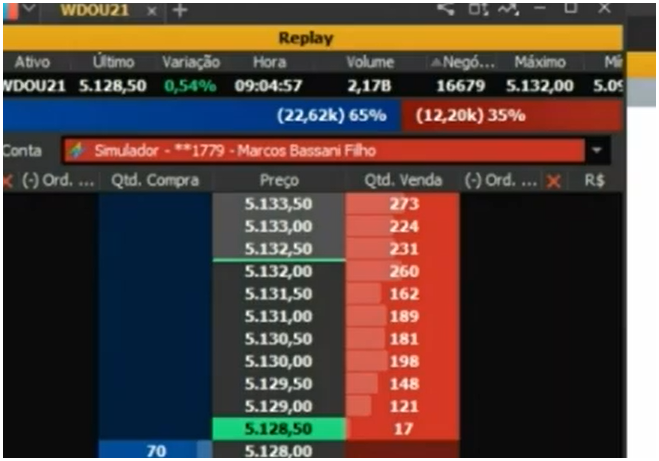 WDOU21 × +
Replay
Ativo Último Variação Hora Volume Negó... Máximo Mí
WDOU21 5.128,50 0,54% 09:04:57 2,17B 16679 5.132,00 5.09
(22,62k) 65% (12,20k) 35%
Conta Simulador - **1779 - Marcos Bassani Filho
(-) Ord. ... Qtd. Compra Preço Qtd. Venda (-) Ord. ... R$
5.133,50 273
5.133,00 224
5.132,50 231
5.132,00 260
5.131,50 162
5.131,00 189
5.130,50 181
5.130,00 198
5.129,50 148
5.129,00 121
5.128,50 17
70 5.128,00